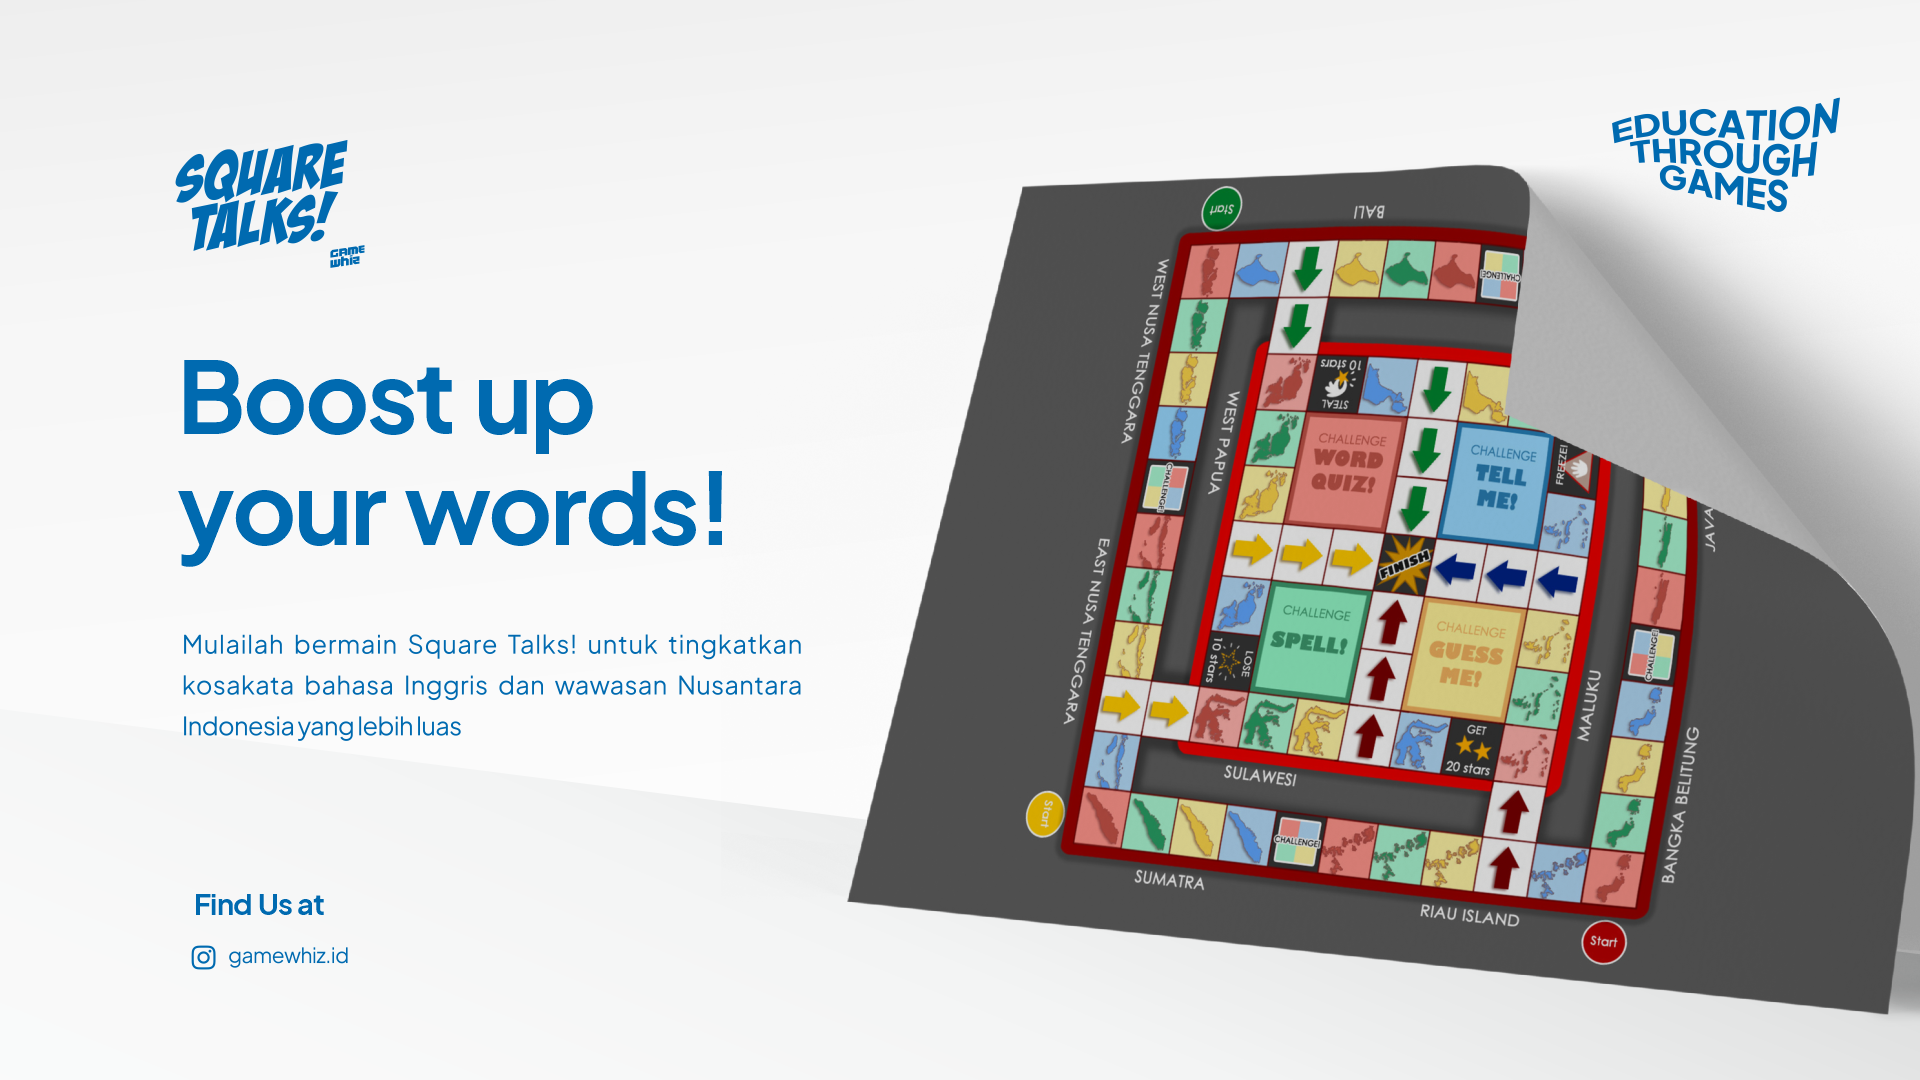 SQUARE
TALKS!
GAME
whiz
EDUCATION
THROUGH
GAMES
Boost up
your words!
Mulailah bermain Square Talks! untuk tingkatkan
kosakata bahasa Inggris dan wawasan Nusantara
Indonesia yang lebih luas
Find Us at
gamewhiz.id
Start
BALI
CHALLENGE!
WEST NUSA TENGGARA
STEAL
10 stars
WEST PAPUA
CHALLENGE
WORD
QUIZ!
CHALLENGE
TELL
ME!
FREEZE!
JAVA
CHALLENGE!
FINISH
EAST NUSA TENGGARA
CHALLENGE
SPELL!
CHALLENGE
GUESS
ME!
LOSE
10 stars
CHALLENGE!
MALUKU
GET
20 stars
SULAWESI
BANGKA BELITUNG
Start
CHALLENGE!
SUMATRA
RIAU ISLAND
Start